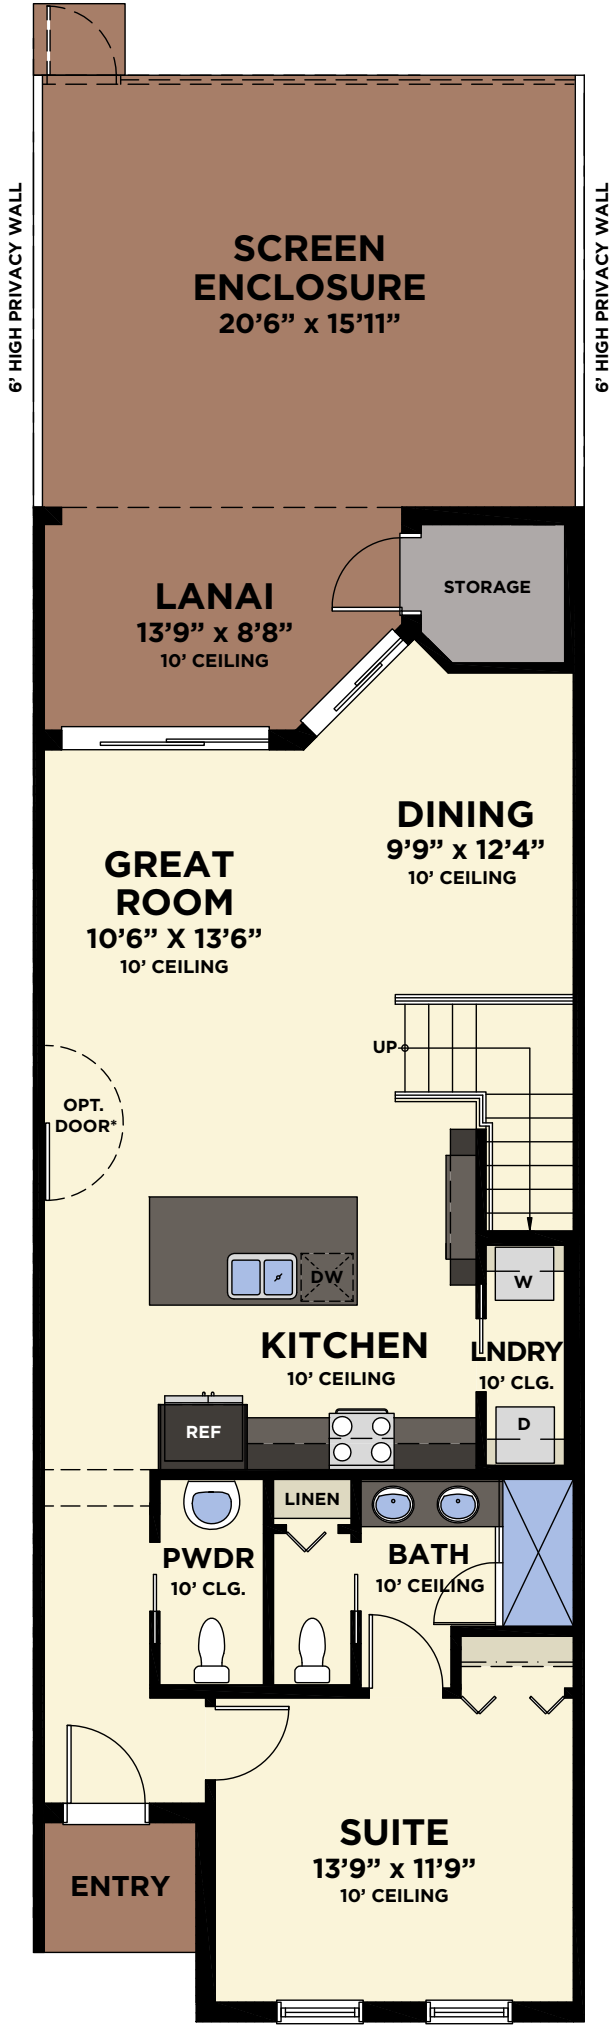 6’ HIGH PRIVACY WALL
6’ HIGH PRIVACY WALL
SCREEN
ENCLOSURE
20’6” x 15’11”
STORAGE
LANAI
13’9” x 8’8”
10’ CEILING
DINING
9’9” x 12’4”
10’ CEILING
GREAT
ROOM
10’6” X 13’6”
10’ CEILING
UP
OPT.
DOOR*
DW
W
KITCHEN
10’ CEILING
LNDRY
10’ CLG.
D
REF
LINEN
PWDR
10’ CLG.
BATH
10’ CEILING
SUITE
13’9” x 11’9”
10’ CEILING
ENTRY